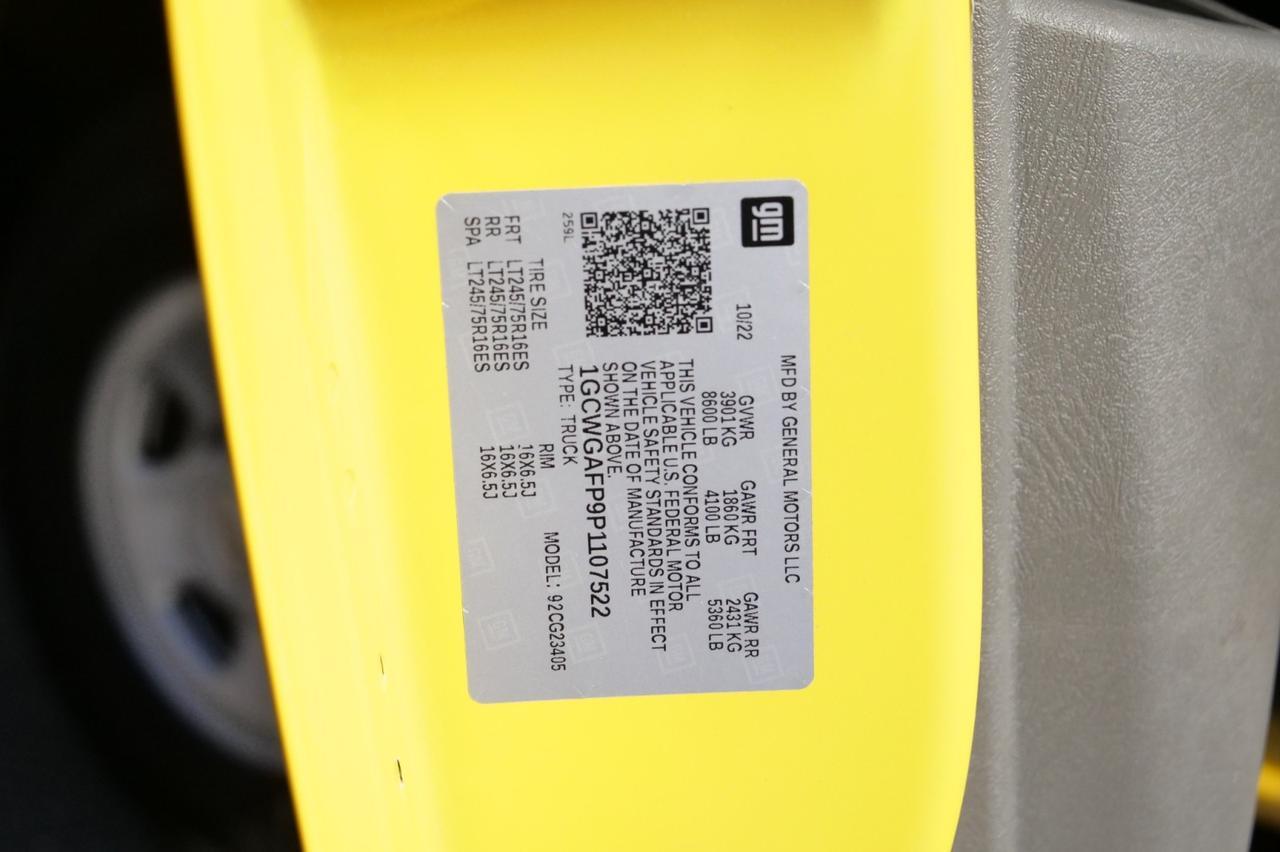 gm
MFD BY GENERAL MOTORS LLC
10/22
GVWR GAWR FRT GAWR RR
3901 KG 1860 KG 2431 KG
8600 LB 4100 LB 5360 LB
THIS VEHICLE CONFORMS TO ALL
APPLICABLE U.S. FEDERAL MOTOR
VEHICLE SAFETY STANDARDS IN EFFECT
ON THE DATE OF MANUFACTURE
SHOWN ABOVE.
1GCWGAFP9P1107522
259L
TYPE: TRUCK MODEL: 92CG23405
TIRE SIZE RIM
FRT LT245/75R16ES 16X6.5J
RR LT245/75R16ES 16X6.5J
SPA LT245/75R16ES 16X6.5J